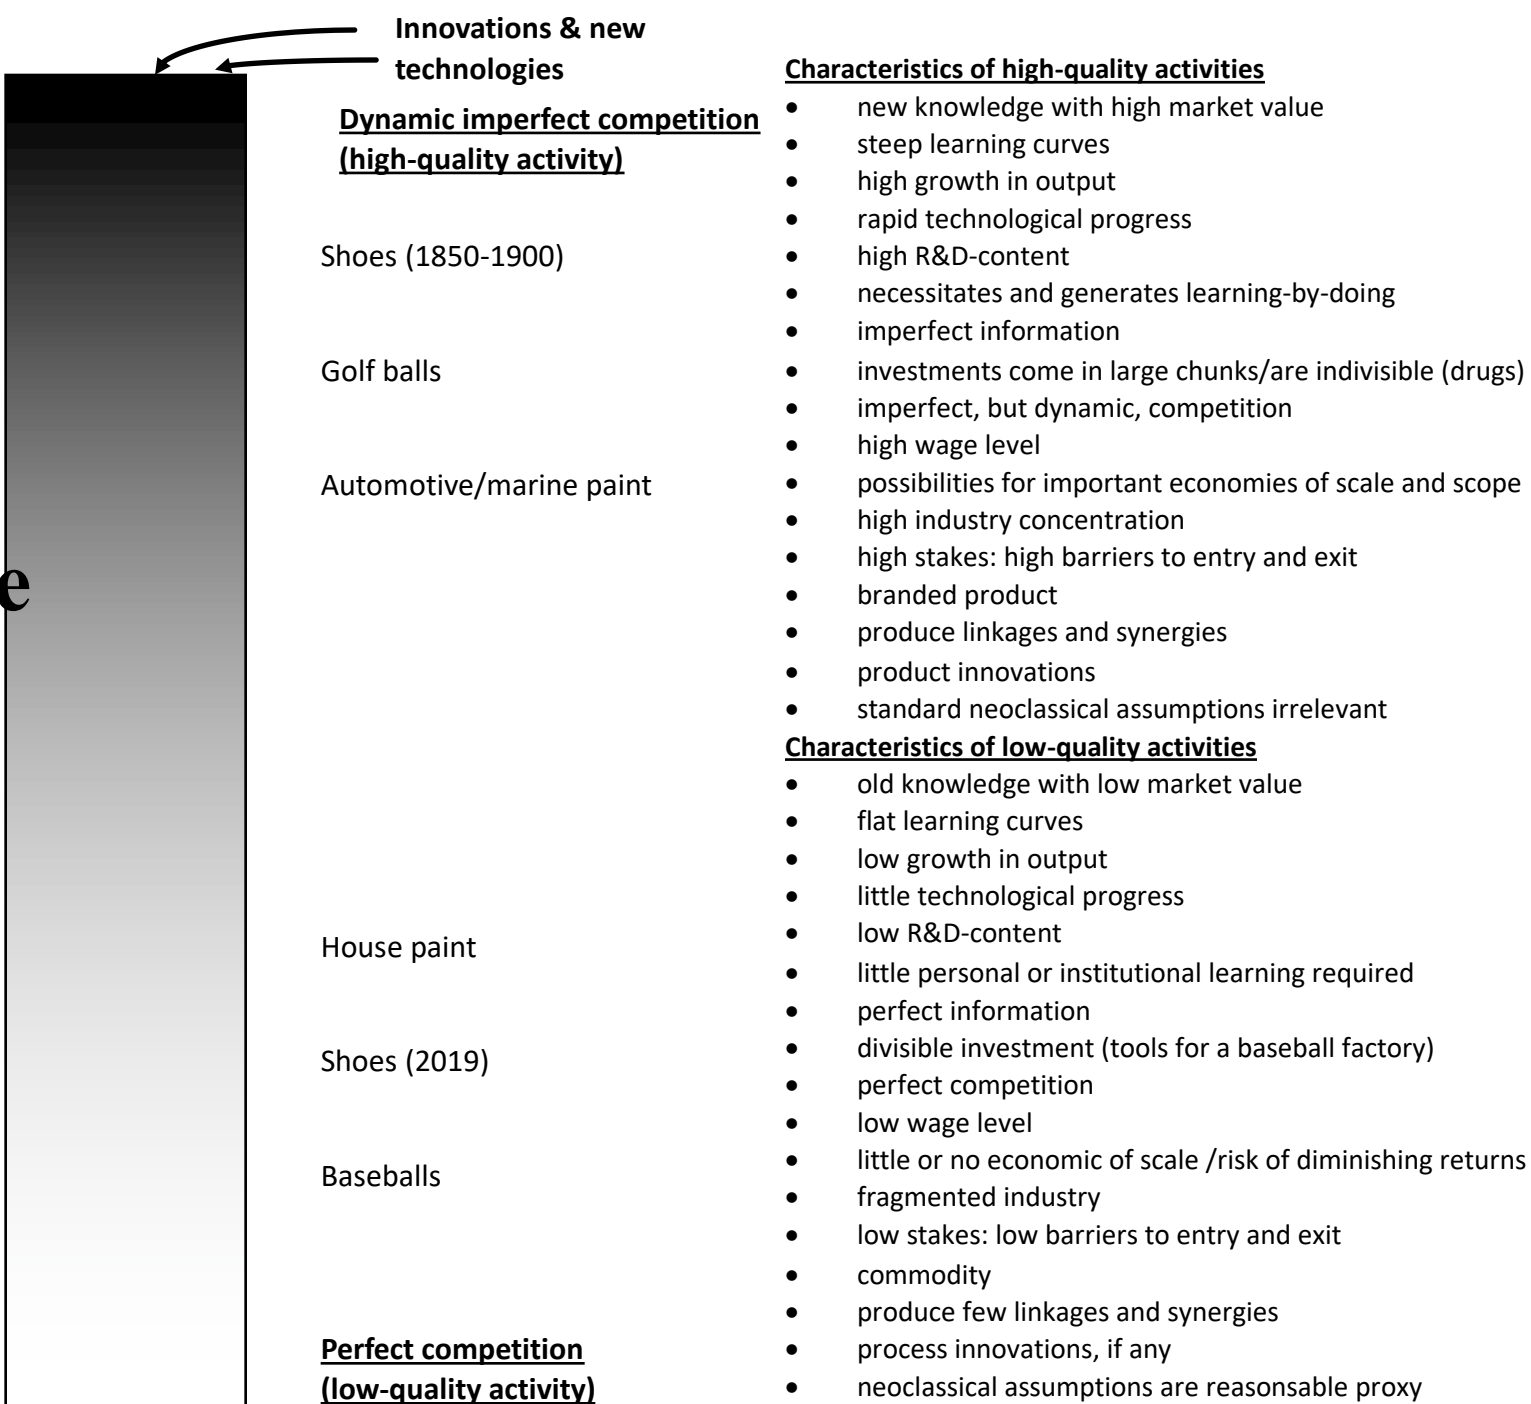 Innovations & new
technologies
Dynamic imperfect competition
(high-quality activity)
Shoes (1850-1900)
Golf balls
Automotive/marine paint
e
House paint
Shoes (2019)
Baseballs
Perfect competition
(low-quality activity)
Characteristics of high-quality activities
• new knowledge with high market value
• steep learning curves
• high growth in output
• rapid technological progress
• high R&D-content
• necessitates and generates learning-by-doing
• imperfect information
• investments come in large chunks/are indivisible (drugs)
• imperfect, but dynamic, competition
• high wage level
• possibilities for important economies of scale and scope
• high industry concentration
• high stakes: high barriers to entry and exit
• branded product
• produce linkages and synergies
• product innovations
• standard neoclassical assumptions irrelevant
Characteristics of low-quality activities
• old knowledge with low market value
• flat learning curves
• low growth in output
• little technological progress
• low R&D-content
• little personal or institutional learning required
• perfect information
• divisible investment (tools for a baseball factory)
• perfect competition
• low wage level
• little or no economic of scale /risk of diminishing returns
• fragmented industry
• low stakes: low barriers to entry and exit
• commodity
• produce few linkages and synergies
• process innovations, if any
• neoclassical assumptions are reasonsable proxy